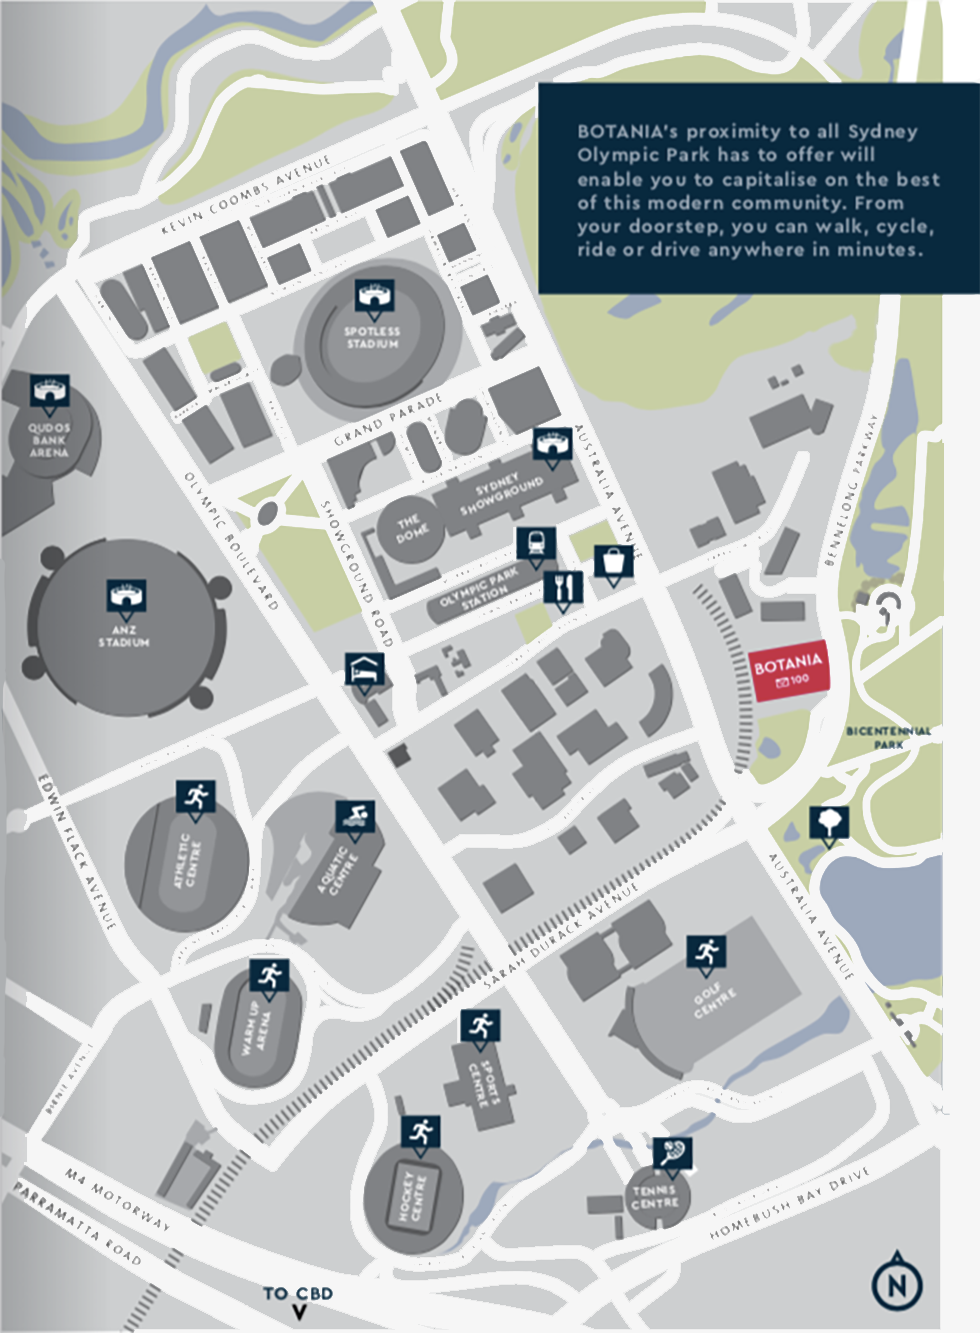 BOTANIA's proximity to all Sydney
Olympic Park has to offer will
enable you to capitalise on the best
of this modern community. From
your doorstep, you can walk, cycle,
ride or drive anywhere in minutes.
KEVIN COOMBS AVENUE
SPOTLESS
STADIUM
QUDOS
BANK
ARENA
GRAND PARADE
AUSTRALIA AVENUE
BENNELONG PARKWAY
OLYMPIC BOULEVARD
SHOWGROUND ROAD
SYDNEY
SHOWGROUND
THE
DOME
OLYMPIC PARK
STATION
ANZ
STADIUM
BOTANIA
100
BICENTENNIAL
PARK
EDWIN FLACK AVENUE
ATHLETIC
CENTRE
AQUATIC
CENTRE
AUSTRALIA AVENUE
SARAH DURACK AVENUE
GOLF
CENTRE
WARM UP
ARENA
BIRNIE AVENUE
SPORTS
CENTRE
HOCKEY
CENTRE
TENNIS
CENTRE
M4 MOTORWAY
PARRAMATTA ROAD
HOMEBUSH BAY DRIVE
TO CBD
N